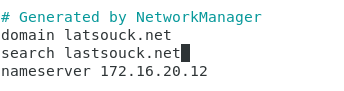 # Generated by NetworkManager
domain latsouck.net
search lastsouck.net
nameserver 172.16.20.12